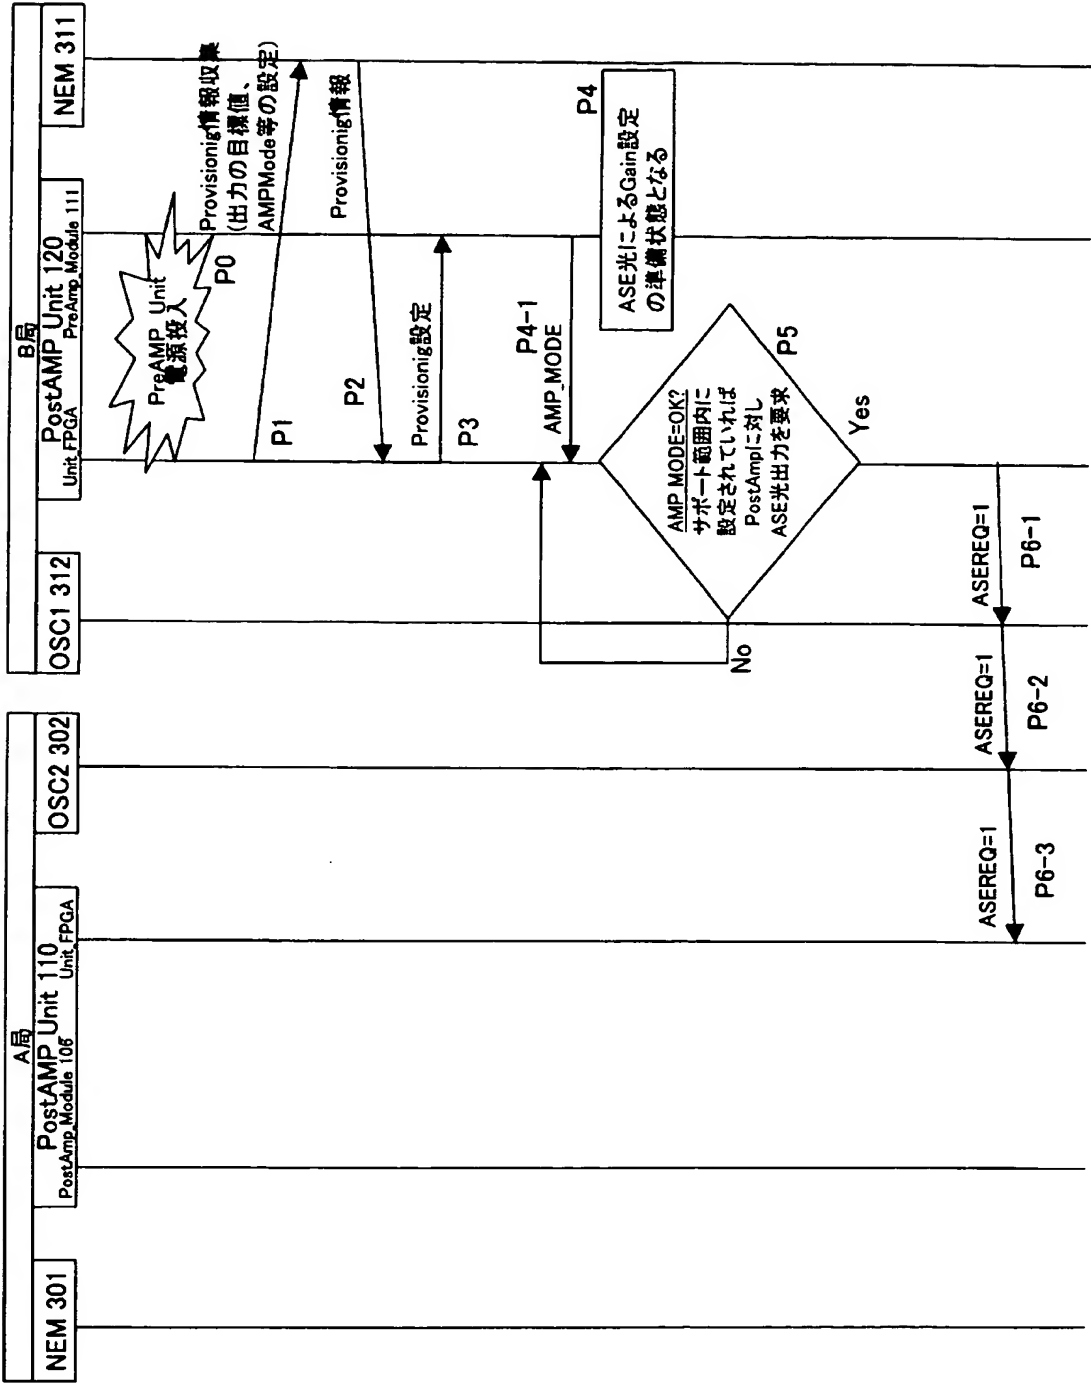 A局
NEM 301
PostAMP Unit 110
PostAmp_Module 106
Unit_FPGA
OSC2 302
B局
OSC1 312
PostAMP Unit 120
Unit_FPGA
PreAmp_Module 111
NEM 311
PreAMP Unit
電源投入
P0
Provisionig情報収集
(出力の目標値、
AMPMode等の設定)
P1
Provisionig情報
P2
Provisionig設定
P3
P4-1
AMP_MODE
P4
ASE光によるGain設定
の準備状態となる
AMP MODE=OK?
サポート範囲内に
設定されていれば
PostAmpに対し
ASE光出力を要求
P5
No
Yes
ASEREQ=1
P6-1
ASEREQ=1
P6-2
ASEREQ=1
P6-3